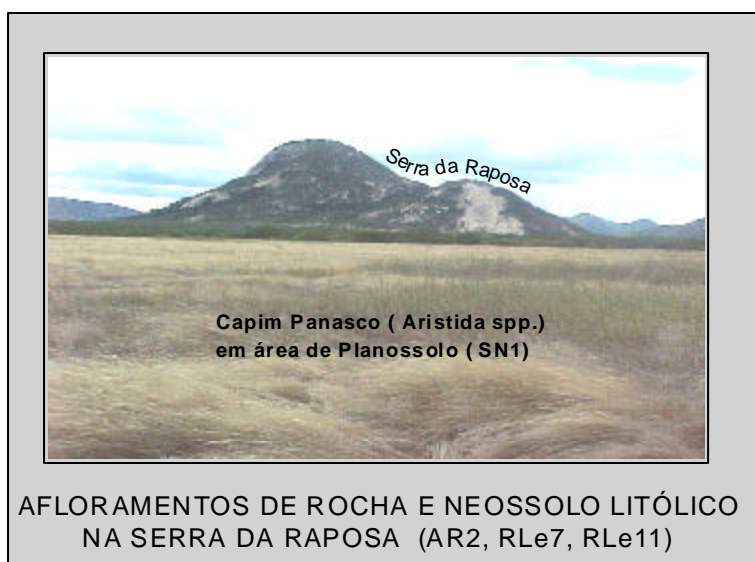 Serra da Raposa
Capim Panasco ( Aristida spp.)
em área de Planossolo ( SN1)
AFLORAMENTOS DE ROCHA E NEOSSOLO LITÓLICO
NA SERRA DA RAPOSA (AR2, RLe7, RLe11)